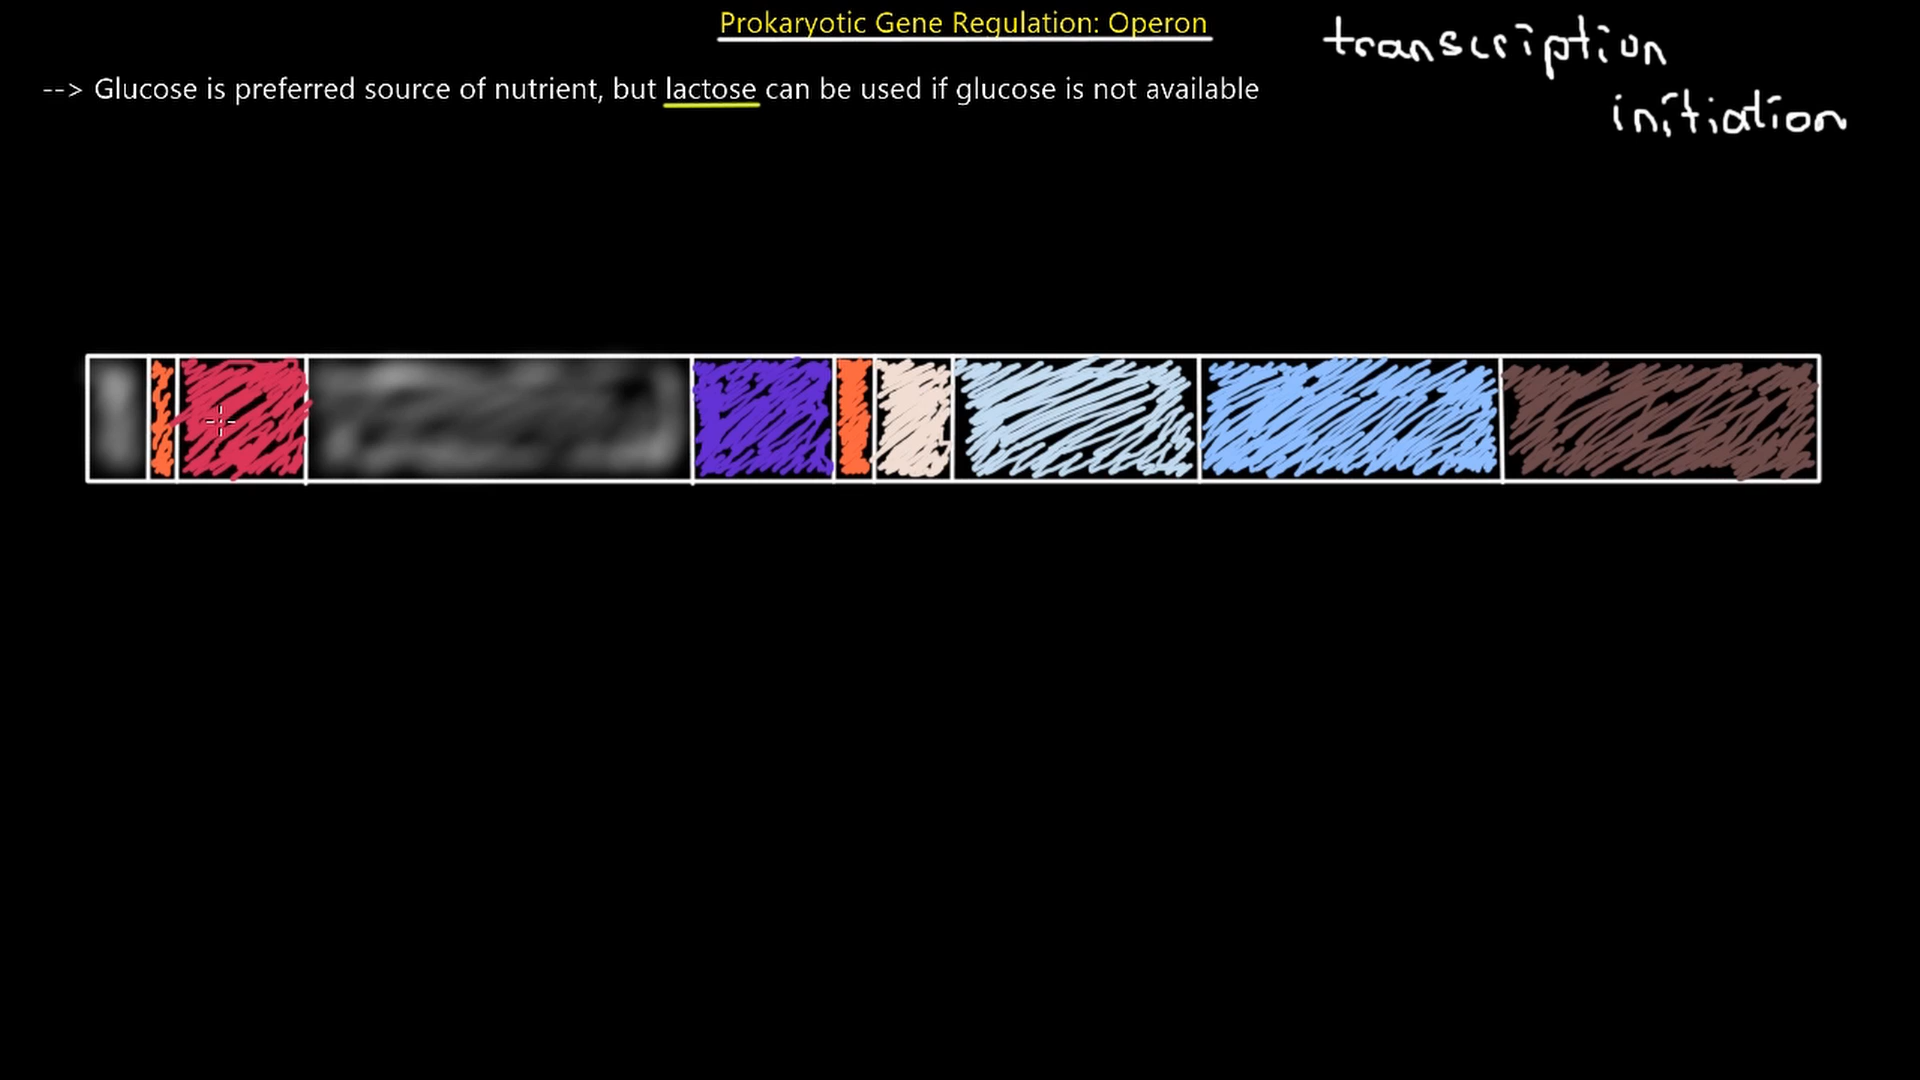 Prokaryotic Gene Regulation: Operon
transcription
initiation
--> Glucose is preferred source of nutrient, but lactose can be used if glucose is not available